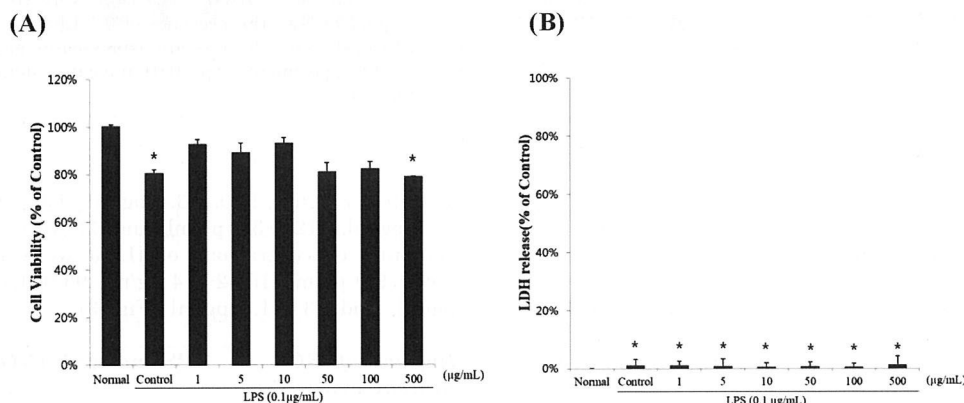 (A)
(B)
Cell Viability (% of Control)
120%
100%
80%
60%
40%
20%
0%
*
*
Normal Control 1 5 10 50 100 500 (μg/mL)
LPS (0.1μg/mL)
LDH release(% of Control)
100%
80%
60%
40%
20%
0%
* * * * * * *
Normal Control 1 5 10 50 100 500 (μg/mL)
LPS (0.1 μg/mL)